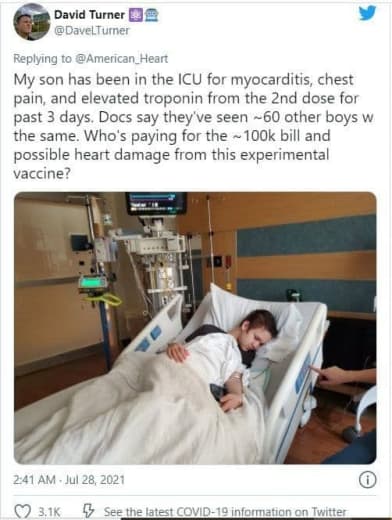 David Turner
@DaveLTurner
Replying to @American_Heart
My son has been in the ICU for myocarditis, chest
pain, and elevated troponin from the 2nd dose for
past 3 days. Docs say they've seen ~60 other boys w
the same. Who's paying for the ~100k bill and
possible heart damage from this experimental
vaccine?
2:41 AM · Jul 28, 2021
3.1K See the latest COVID-19 information on Twitter